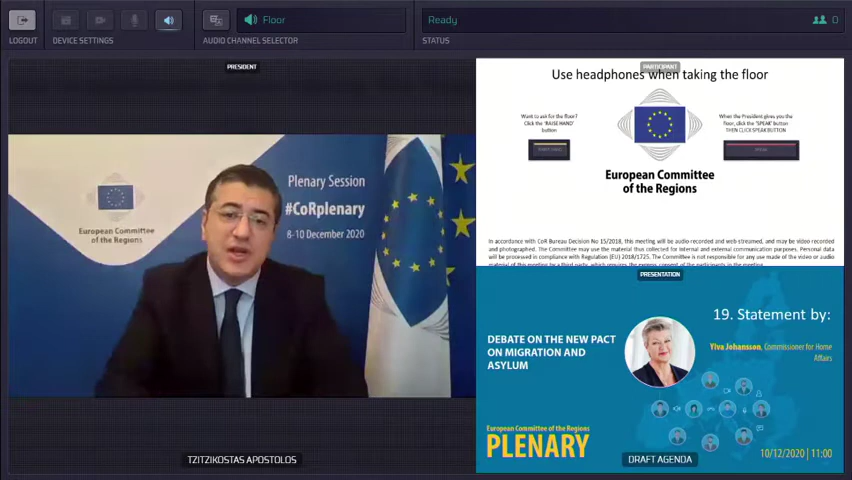 Floor
Ready
0
LOGOUT
DEVICE SETTINGS
AUDIO CHANNEL SELECTOR
STATUS
PRESIDENT
European Committee
of the Regions
Plenary Session
#CoRplenary
8-10 December 2020
TZTZIKOSTAS APOSTOLOS
PARTICIPANT
Use headphones when taking the floor
Want to ask for the floor?
Click the 'RAISE HAND'
button
When the President gives you the
floor, click the 'SPEAK' button
THEN CLICK SPEAK BUTTON
European Committee
of the Regions
In accordance with CoR Bureau Decision No 15/2018, this meeting will be audio-recorded and web streamed, and may be video recorded
and photographed. The Committee may use the material thus collected for internal and external communication purposes. Personal data
will be processed in compliance with Regulation (EU) 2018/1725. The Committee is not responsible for any use made of the video or audio
PRESENTATION
19. Statement by:
DEBATE ON THE NEW PACT
ON MIGRATION AND
ASYLUM
Ylva Johansson, Commissioner for Home
Affairs
European Committee of the Regions
PLENARY
10/12/2020 | 11:00
DRAFT AGENDA